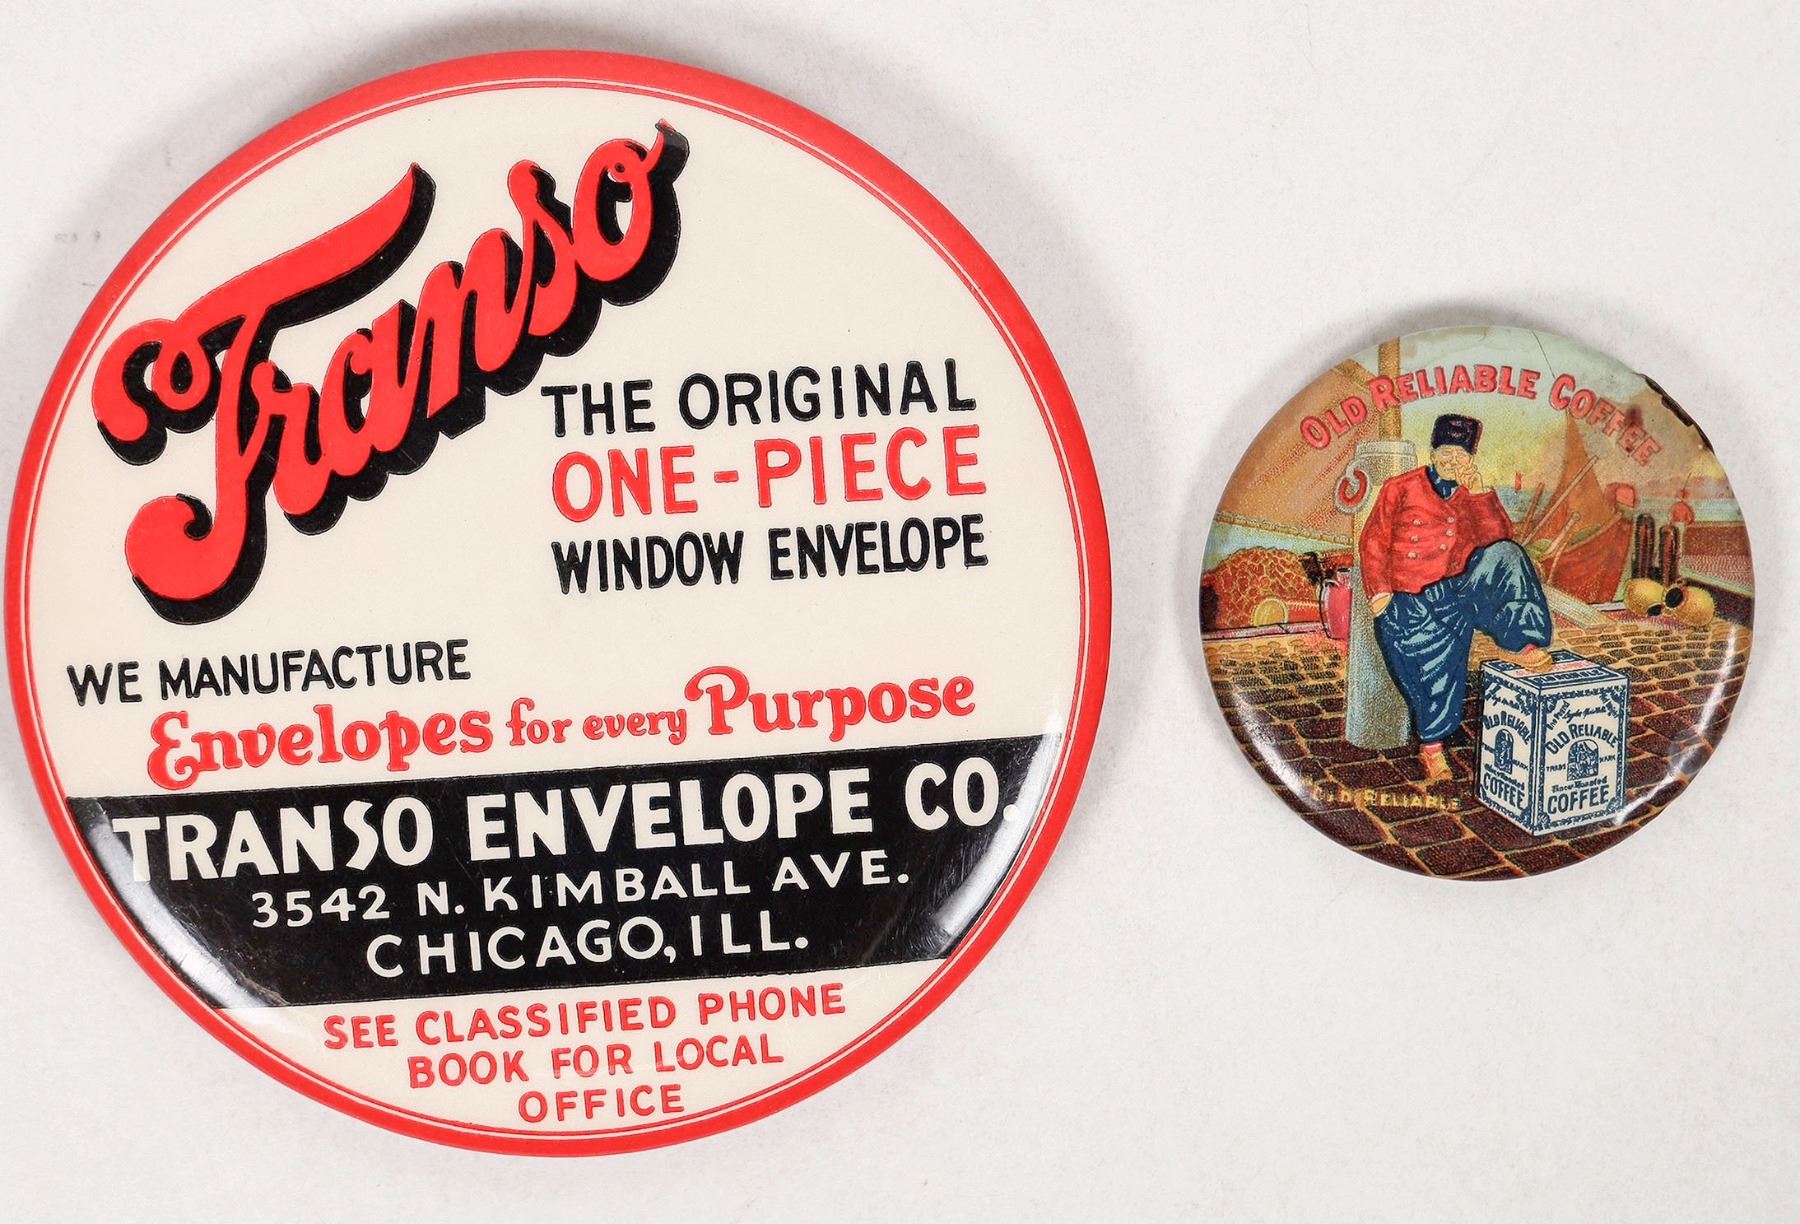 Transo
THE ORIGINAL
ONE-PIECE
WINDOW ENVELOPE
WE MANUFACTURE
Envelopes for every Purpose
TRANSO ENVELOPE CO.
3542 N. KIMBALL AVE.
CHICAGO, ILL.
SEE CLASSIFIED PHONE
BOOK FOR LOCAL
OFFICE
OLD RELIABLE COFFEE
OLD RELIABLE
COFFEE
OLD RELIABLE
TRADE MARK
COFFEE
OLD RELIABLE